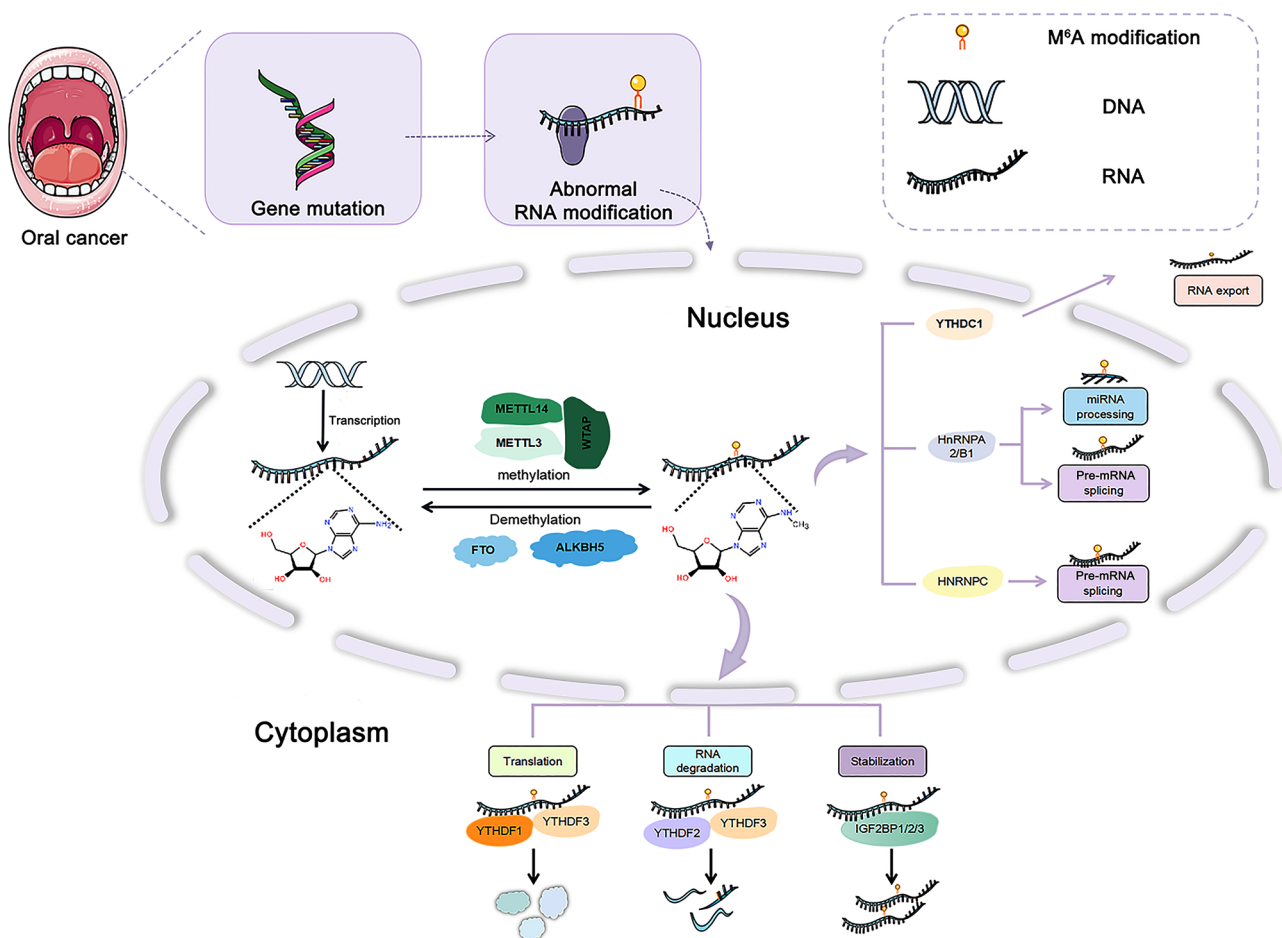 Oral cancer
Gene mutation
Abnormal
RNA modification
M⁶A modification
DNA
RNA
Nucleus
RNA export
YTHDC1
Transcription
METTL14
METTL3
WTAP
methylation
Demethylation
FTO
ALKBH5
NH₂
N
N
N
N
HO
O
HO
OH
NH
CH₃
N
N
N
N
HO
O
HO
OH
miRNA
processing
HnRNPA
2/B1
Pre-mRNA
splicing
HNRNPC
Pre-mRNA
splicing
Cytoplasm
Translation
RNA
degradation
Stabilization
YTHDF1
YTHDF3
YTHDF2
YTHDF3
IGF2BP1/2/3